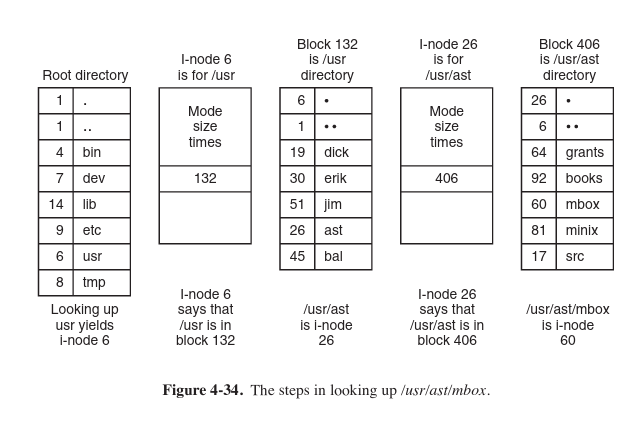 Root directory
1 .
1 ..
4 bin
7 dev
14 lib
9 etc
6 usr
8 tmp
Looking up
usr yields
i-node 6
I-node 6
is for /usr
Mode
size
times
132
I-node 6
says that
/usr is in
block 132
Block 132
is /usr
directory
6 •
1 ••
19 dick
30 erik
51 jim
26 ast
45 bal
/usr/ast
is i-node
26
I-node 26
is for
/usr/ast
Mode
size
times
406
I-node 26
says that
/usr/ast is in
block 406
Block 406
is /usr/ast
directory
26 •
6 ••
64 grants
92 books
60 mbox
81 minix
17 src
/usr/ast/mbox
is i-node
60
Figure 4-34. The steps in looking up /usr/ast/mbox.